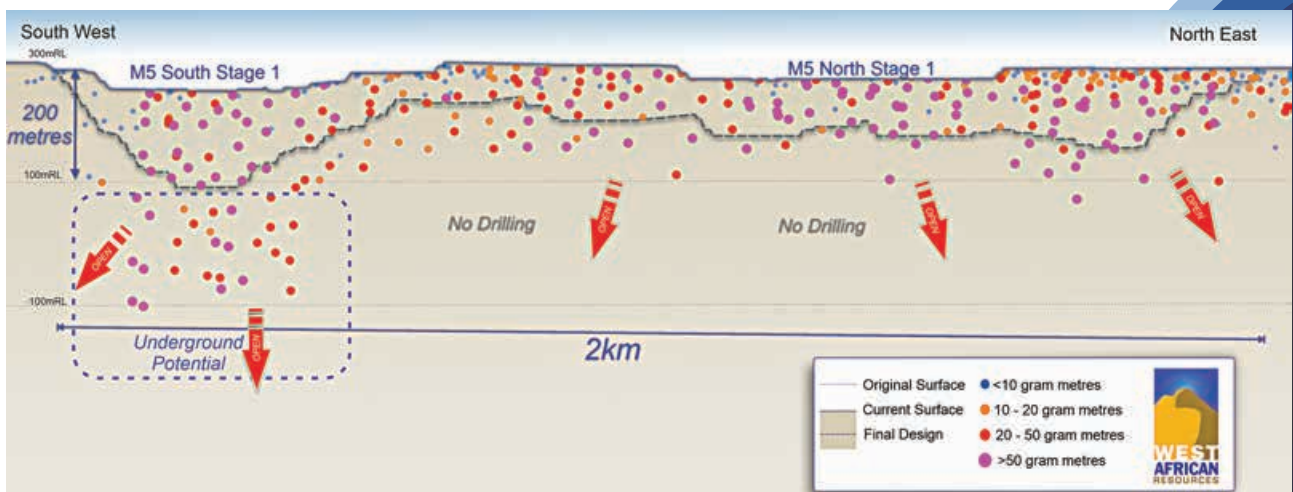 South West
North East
300mRL
M5 South Stage 1
M5 North Stage 1
200
metres
100mRL
OPEN
No Drilling
OPEN
No Drilling
OPEN
OPEN
-100mRL
OPEN
Underground
Potential
2km
Original Surface
Current Surface
Final Design
<10 gram metres
10 - 20 gram metres
20 - 50 gram metres
>50 gram metres
WEST
AFRICAN
RESOURCES